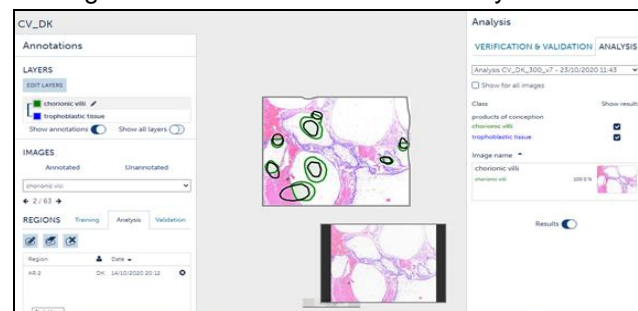 CV_DK
Annotations
LAYERS
EDIT LAYERS
chorionic villi
trophoblastic tissue
Show annotations
Show all layers
IMAGES
Annotated
Unannotated
chorionic villi
2 / 63
REGIONS
Training
Analysis
Validation
Region
Date
AR 2
DK
14/10/2020 20:12
Analysis
VERIFICATION & VALIDATION
ANALYSIS
Analysis CV_DK_300_v7 - 23/10/2020 11:43
Show for all images
Class
Show result
products of conception
chorionic villi
trophoblastic tissue
Image name
chorionic villi
chorionic villi
100.0 %
Results